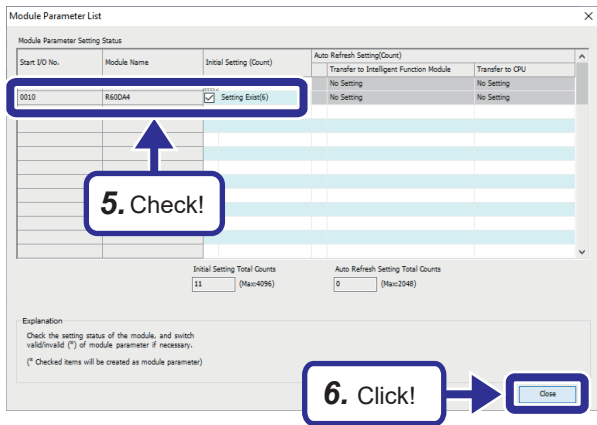 Module Parameter List
Module Parameter Setting Status
Start I/O No.
Module Name
Initial Setting (Count)
Auto Refresh Setting(Count)
Transfer to Intelligent Function Module
Transfer to CPU
No Setting
No Setting
0010
R60DA4
Setting Exist(6)
No Setting
No Setting
5. Check!
Initial Setting Total Counts
Auto Refresh Setting Total Counts
11
(Max:4096)
0
(Max:2048)
Explanation
Check the setting status of the module, and switch
valid/invalid (*) of module parameter if necessary.
(* Checked items will be created as module parameter)
6. Click!
Close